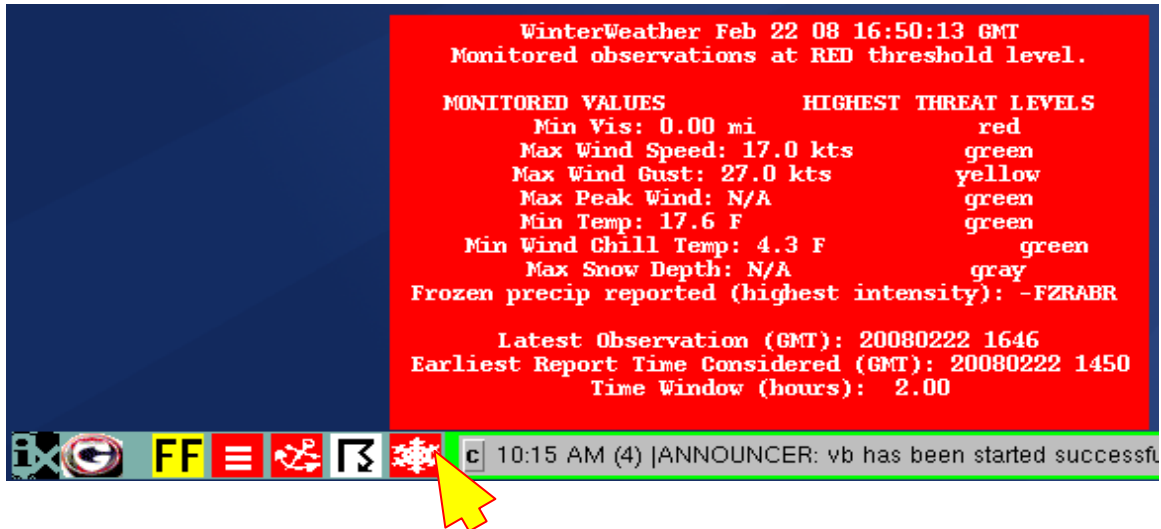 WinterWeather Feb 22 08 16:50:13 GMT
Monitored observations at RED threshold level.
MONITORED VALUES HIGHEST THREAT LEVELS
Min Vis: 0.00 mi red
Max Wind Speed: 17.0 kts green
Max Wind Gust: 27.0 kts yellow
Max Peak Wind: N/A green
Min Temp: 17.6 F green
Min Wind Chill Temp: 4.3 F green
Max Snow Depth: N/A gray
Frozen precip reported (highest intensity): -FZRABR
Latest Observation (GMT): 20080222 1646
Earliest Report Time Considered (GMT): 20080222 1450
Time Window (hours): 2.00
ix G FF c 10:15 AM (4) |ANNOUNCER: vb has been started successfu